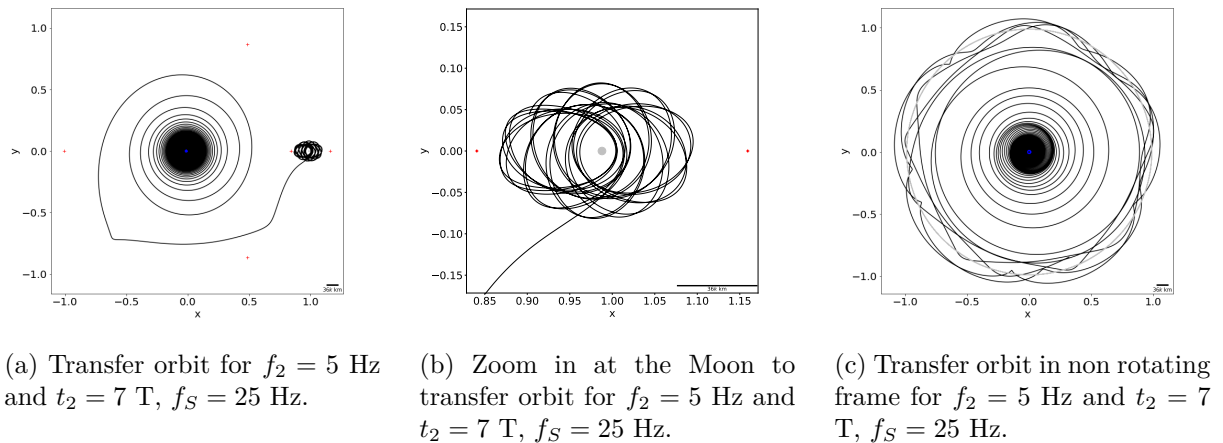 1.0
0.5
0.0
−0.5
−1.0
y
−1.0 −0.5 0.0 0.5 1.0
x
36k km
0.15
0.10
0.05
0.00
−0.05
−0.10
−0.15
y
0.85 0.90 0.95 1.00 1.05 1.10 1.15
x
36k km
1.0
0.5
0.0
−0.5
−1.0
y
−1.0 −0.5 0.0 0.5 1.0
x
36k km
(a) Transfer orbit for f₂ = 5 Hz
and t₂ = 7 T, f_S = 25 Hz.
(b) Zoom in at the Moon to
transfer orbit for f₂ = 5 Hz and
t₂ = 7 T, f_S = 25 Hz.
(c) Transfer orbit in non rotating
frame for f₂ = 5 Hz and t₂ = 7
T, f_S = 25 Hz.